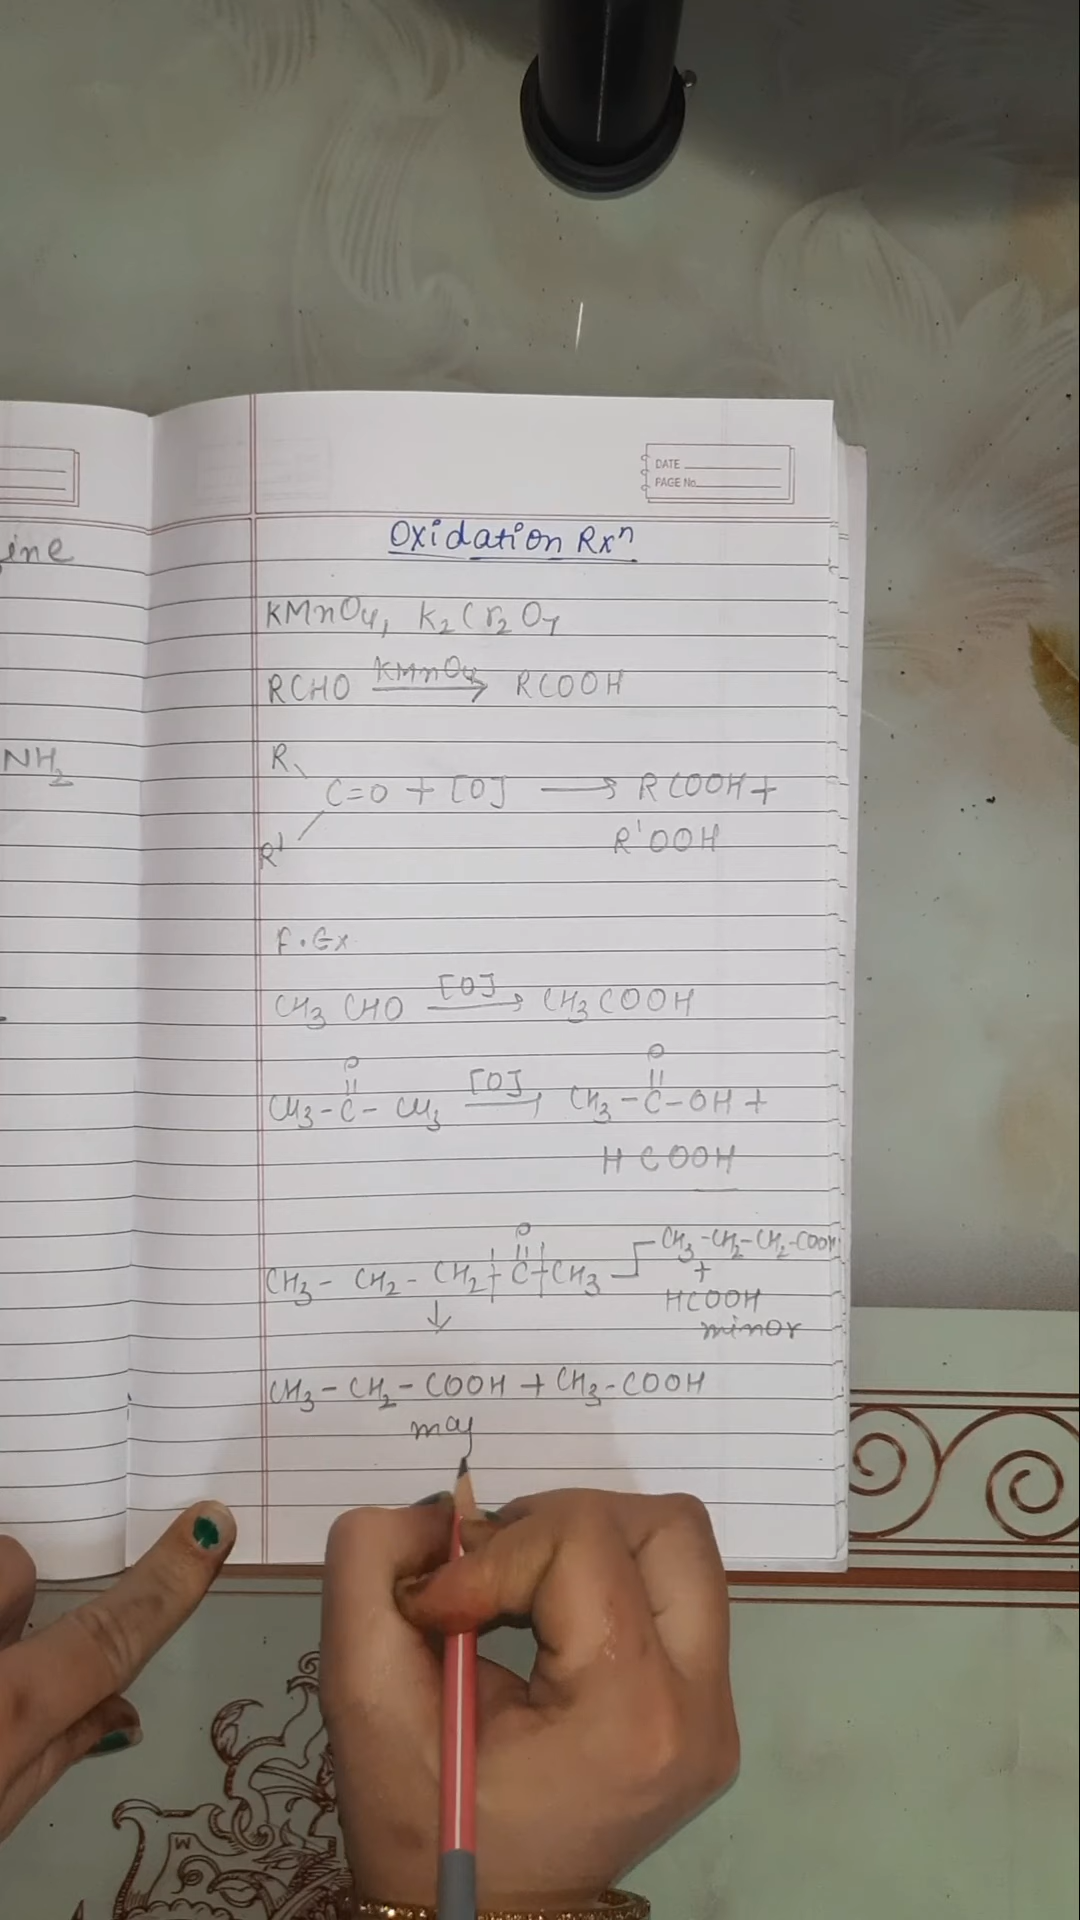 ine
NH₂
DATE
PAGE No.
Oxidation Rxⁿ
KMnO₄, K₂Cr₂O₇
RCHO KMnO₄ → RCOOH
R
C=O + [O] → RCOOH +
R' R'OOH
F.Ex
CH₃ CHO [O] → CH₃COOH
O O
CH₃-C-CH₃ [O] → CH₃-C-OH +
HCOOH
O CH₃-CH₂-CH₂-COOH
CH₃-CH₂-CH₂-C-CH₃ +
HCOOH
minor
↓
CH₃-CH₂-COOH + CH₃-COOH
maj
M